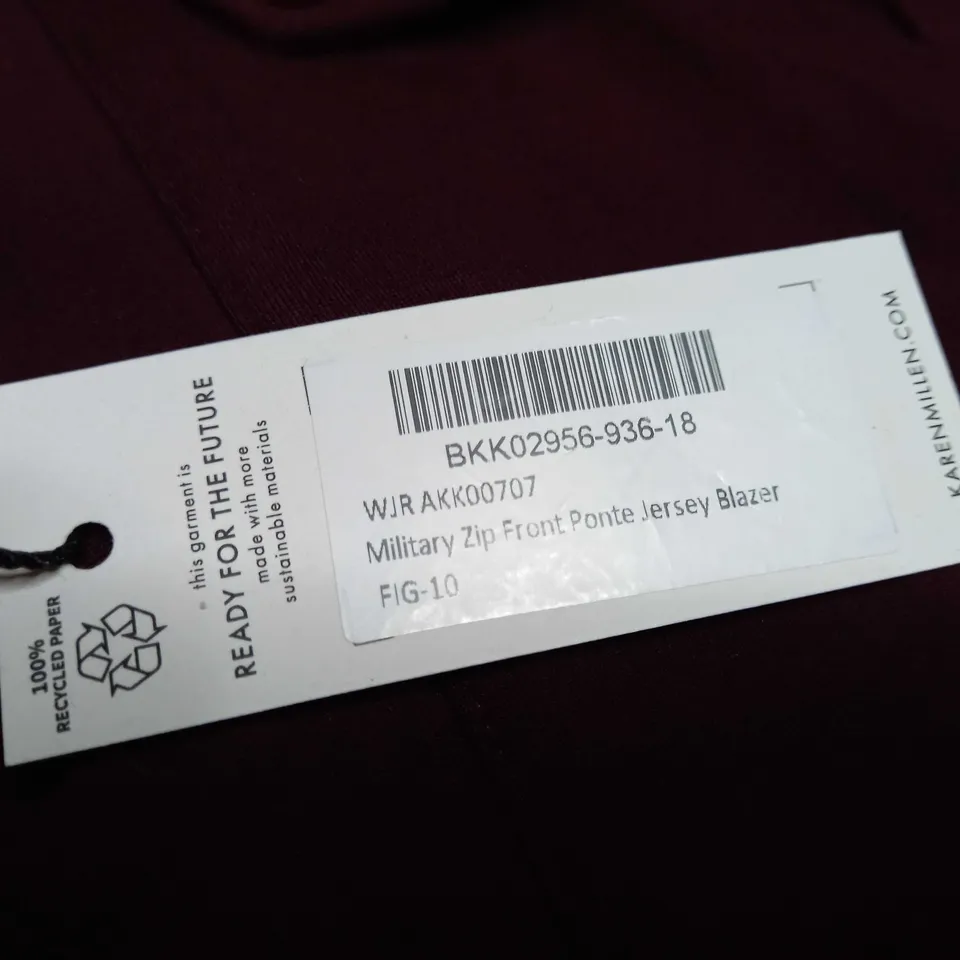 100%
RECYCLED PAPER
this garment is
READY FOR THE FUTURE
made with more
sustainable materials
BKK02956-936-18
WJR AKK00707
Military Zip Front Ponte Jersey Blazer
FIG-10
KARENMILLEN.COM